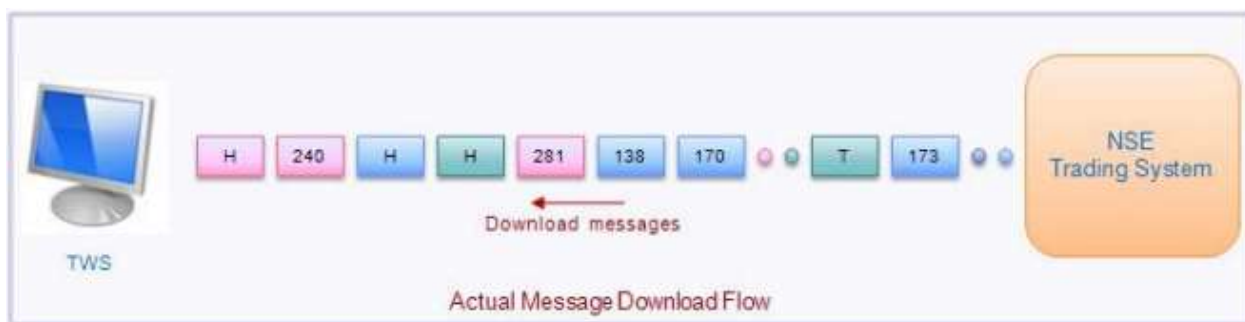 H 240 H H 281 138 170 T 173
NSE
Trading System
Download messages
TWS
Actual Message Download Flow